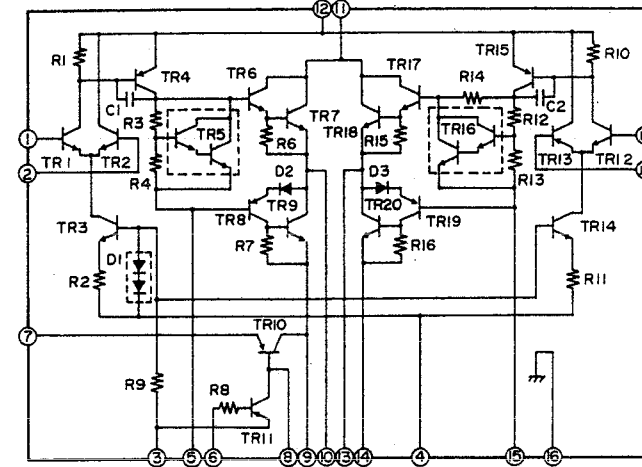 12 11
R1 TR15 R10
TR4 TR6 TR17 R14
C1 C2
R3 TR5 TR7 TR18 TR16 R12
1 R6 R15
TR1 TR2 TR13 TR12
2 R4 D2 D3 R13
TR9 TR20
TR3 TR8 TR19 TR14
D1 R7 R16
R2 R11
7 TR10
R9 R8
TR11
3 5 6 8 9 10 13 14 4 15 16